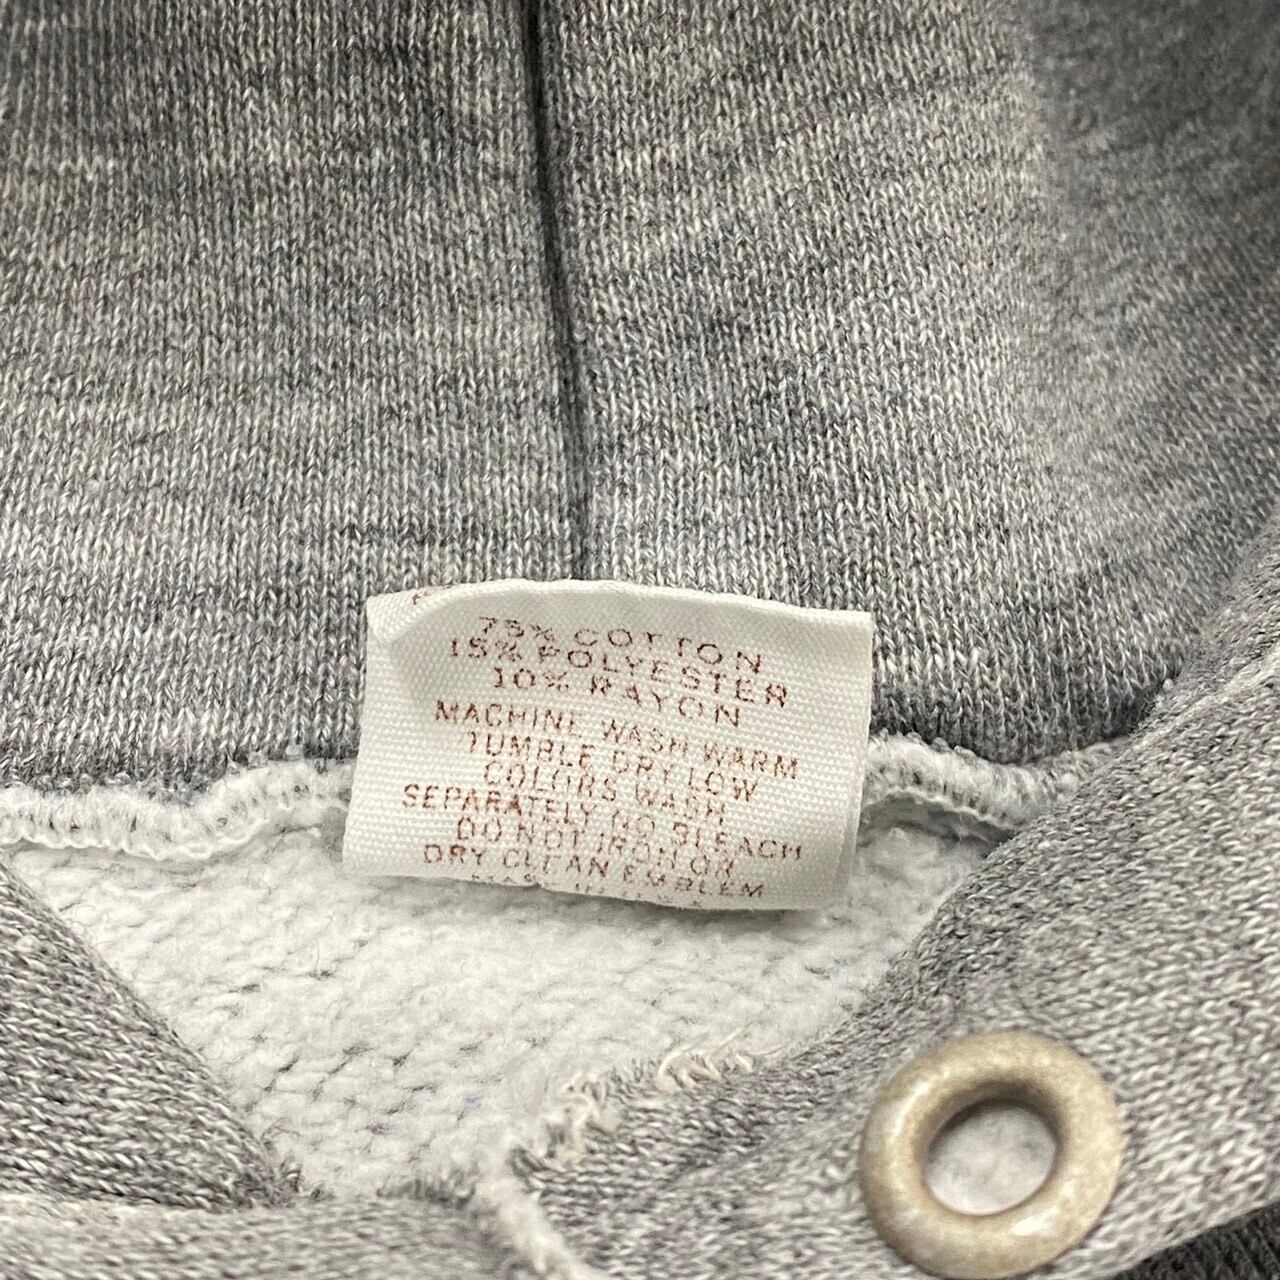 75% COTTON
15% POLYESTER
10% RAYON
MACHINE WASH WARM
TUMPLE DRY LOW
COLORS WASH
SEPARATELY NO BLEACH
DO NOT IRON OR
DRY CLEAN EMBLEM